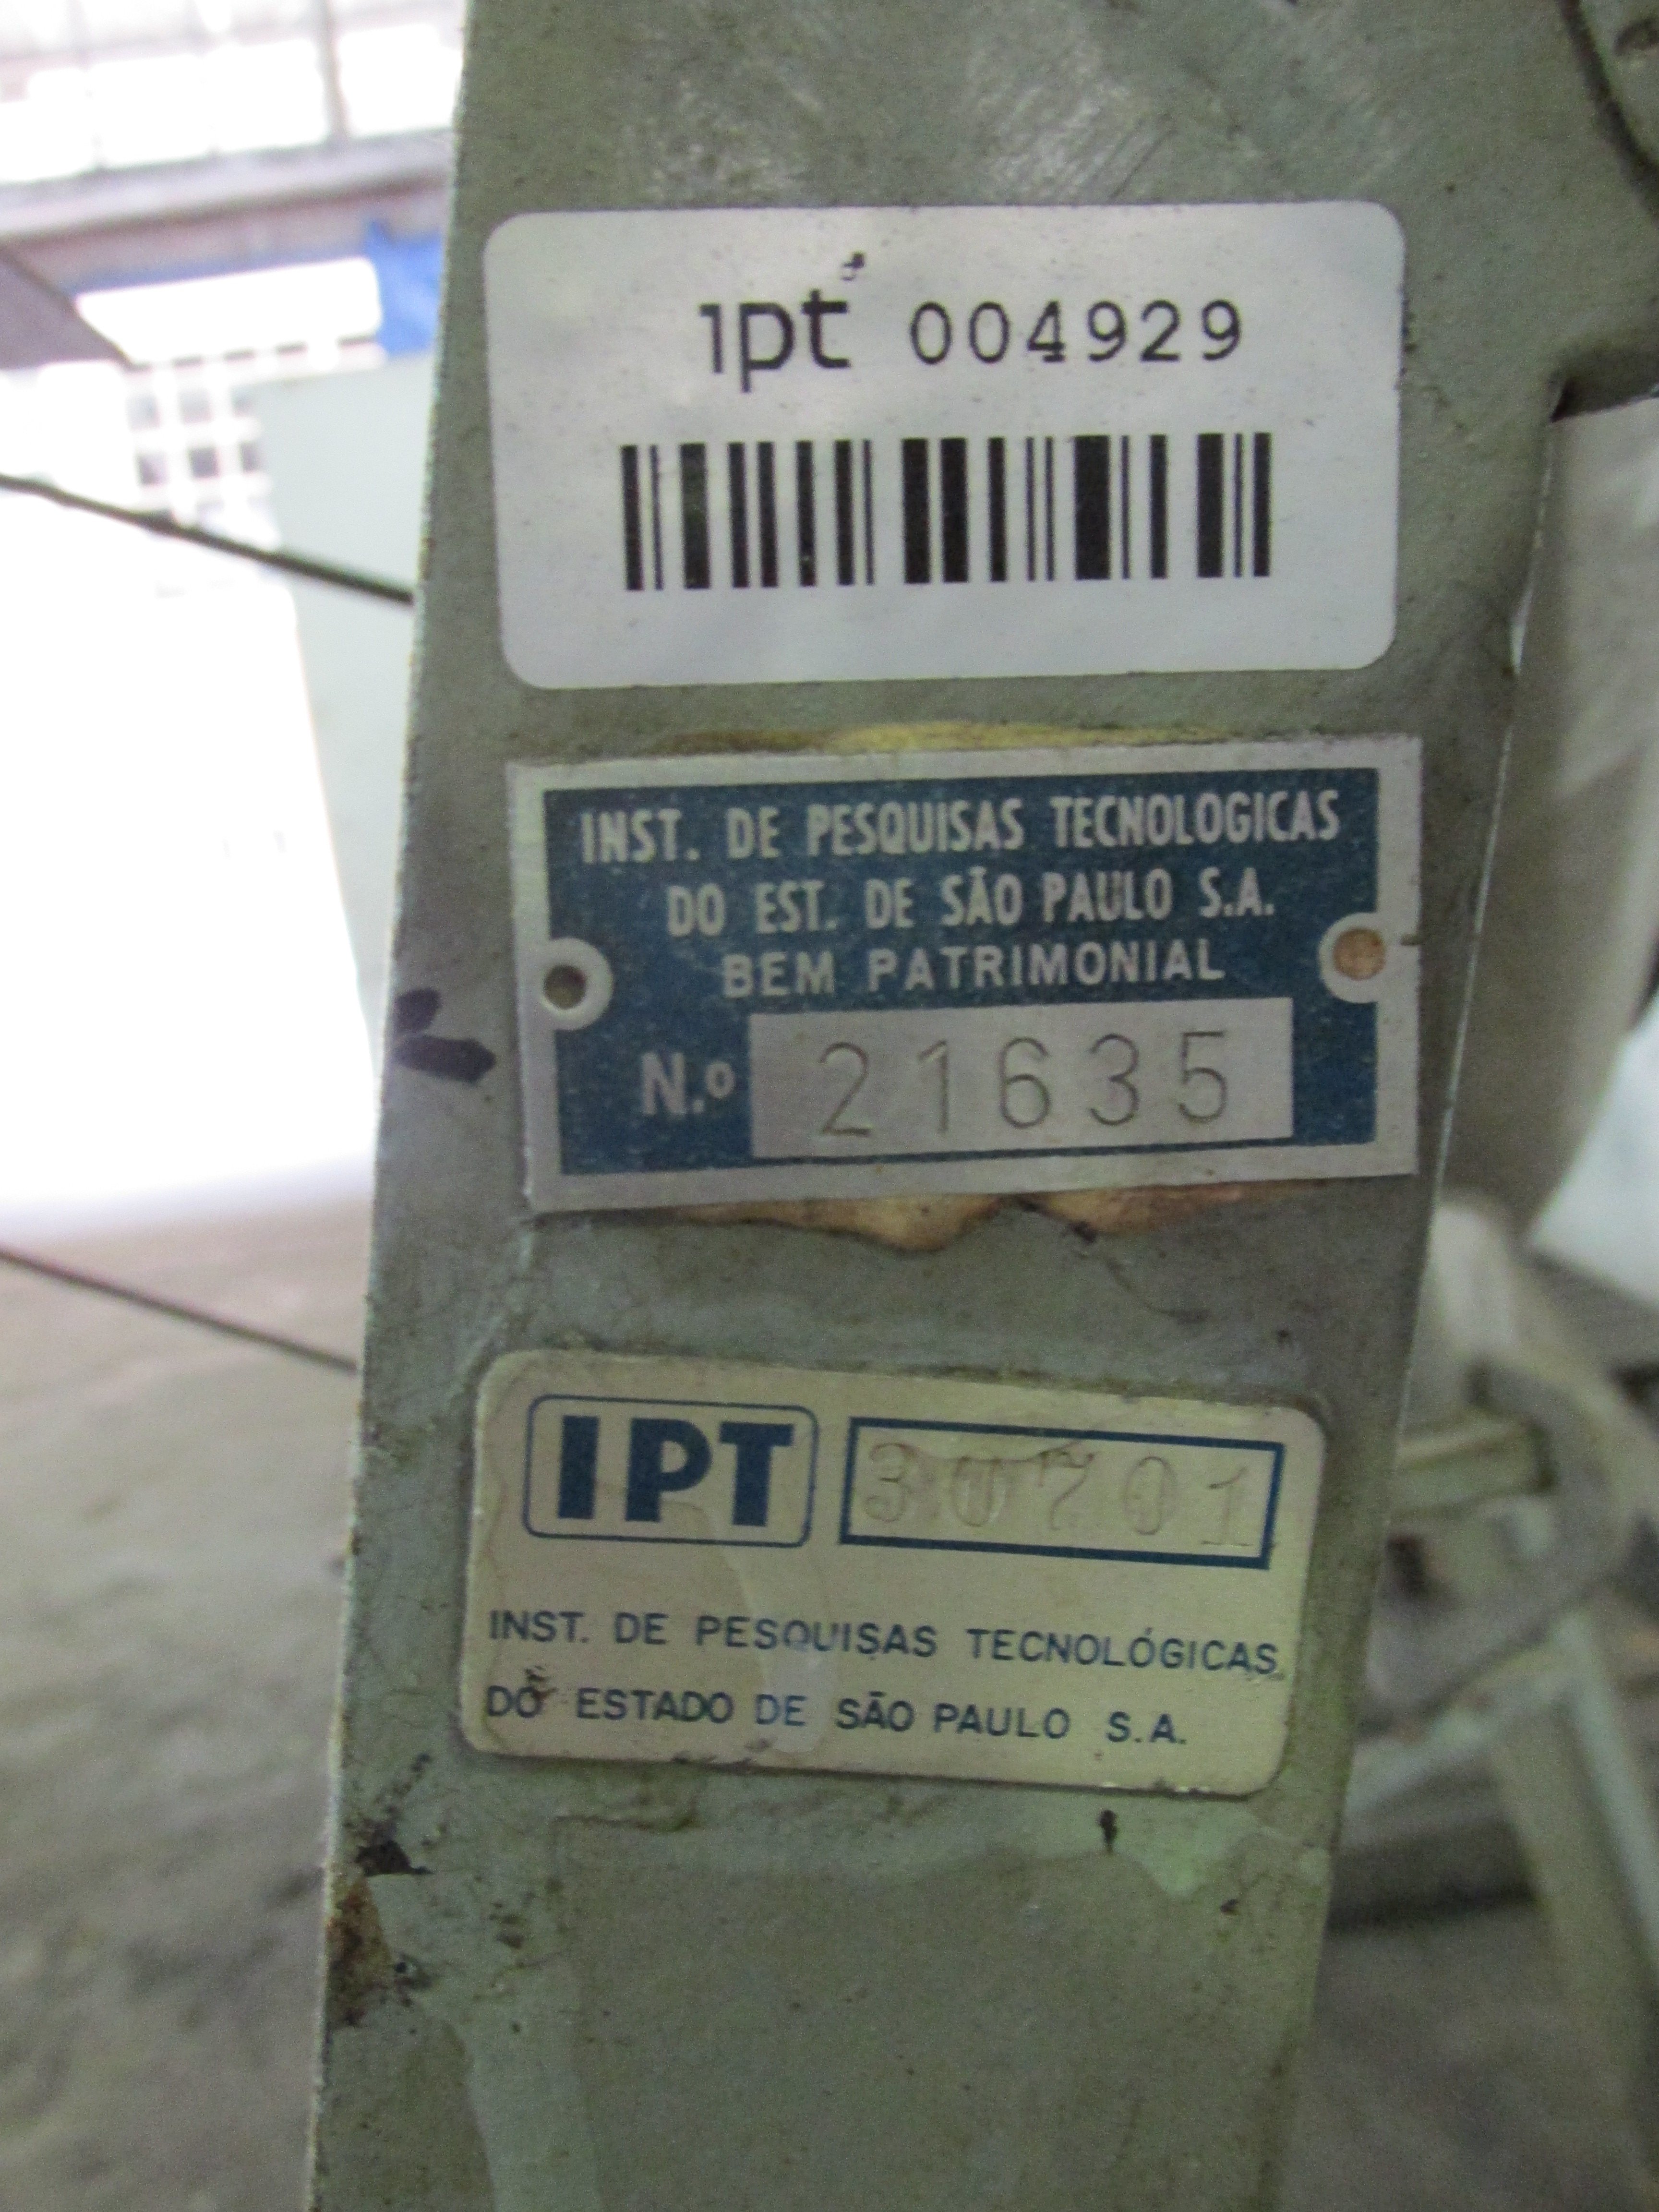 ipt 004929
INST. DE PESQUISAS TECNOLOGICAS
DO EST. DE SÃO PAULO S.A.
BEM PATRIMONIAL
N.º 21635
IPT 30701
INST. DE PESQUISAS TECNOLÓGICAS
DO ESTADO DE SÃO PAULO S.A.